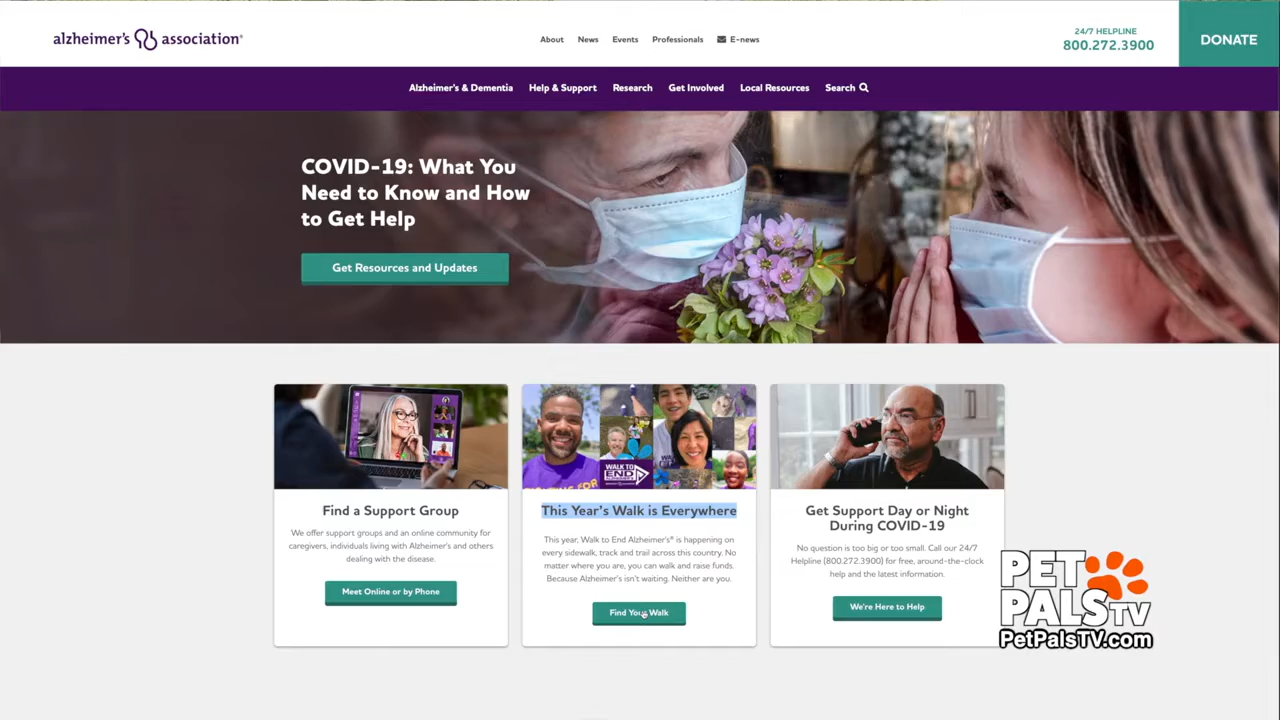 alzheimer's association®
About
News
Events
Professionals
E-news
24/7 HELPLINE
800.272.3900
DONATE
Alzheimer's & Dementia
Help & Support
Research
Get Involved
Local Resources
Search
COVID-19: What You
Need to Know and How
to Get Help
Get Resources and Updates
Find a Support Group
We offer support groups and an online community for
caregivers, individuals living with Alzheimer's and others
dealing with the disease.
Meet Online or by Phone
WALK TO
END
This Year's Walk is Everywhere
This year, Walk to End Alzheimer's® is happening on
every sidewalk, track and trail across this country. No
matter where you are, you can walk and raise funds.
Because Alzheimer's isn't waiting. Neither are you.
Find Your Walk
Get Support Day or Night
During COVID-19
No question is too big or too small. Call our 24/7
Helpline (800.272.3900) for free, around-the-clock
help and the latest information.
We're Here to Help
PET
PALS TV
PetPalsTV.com